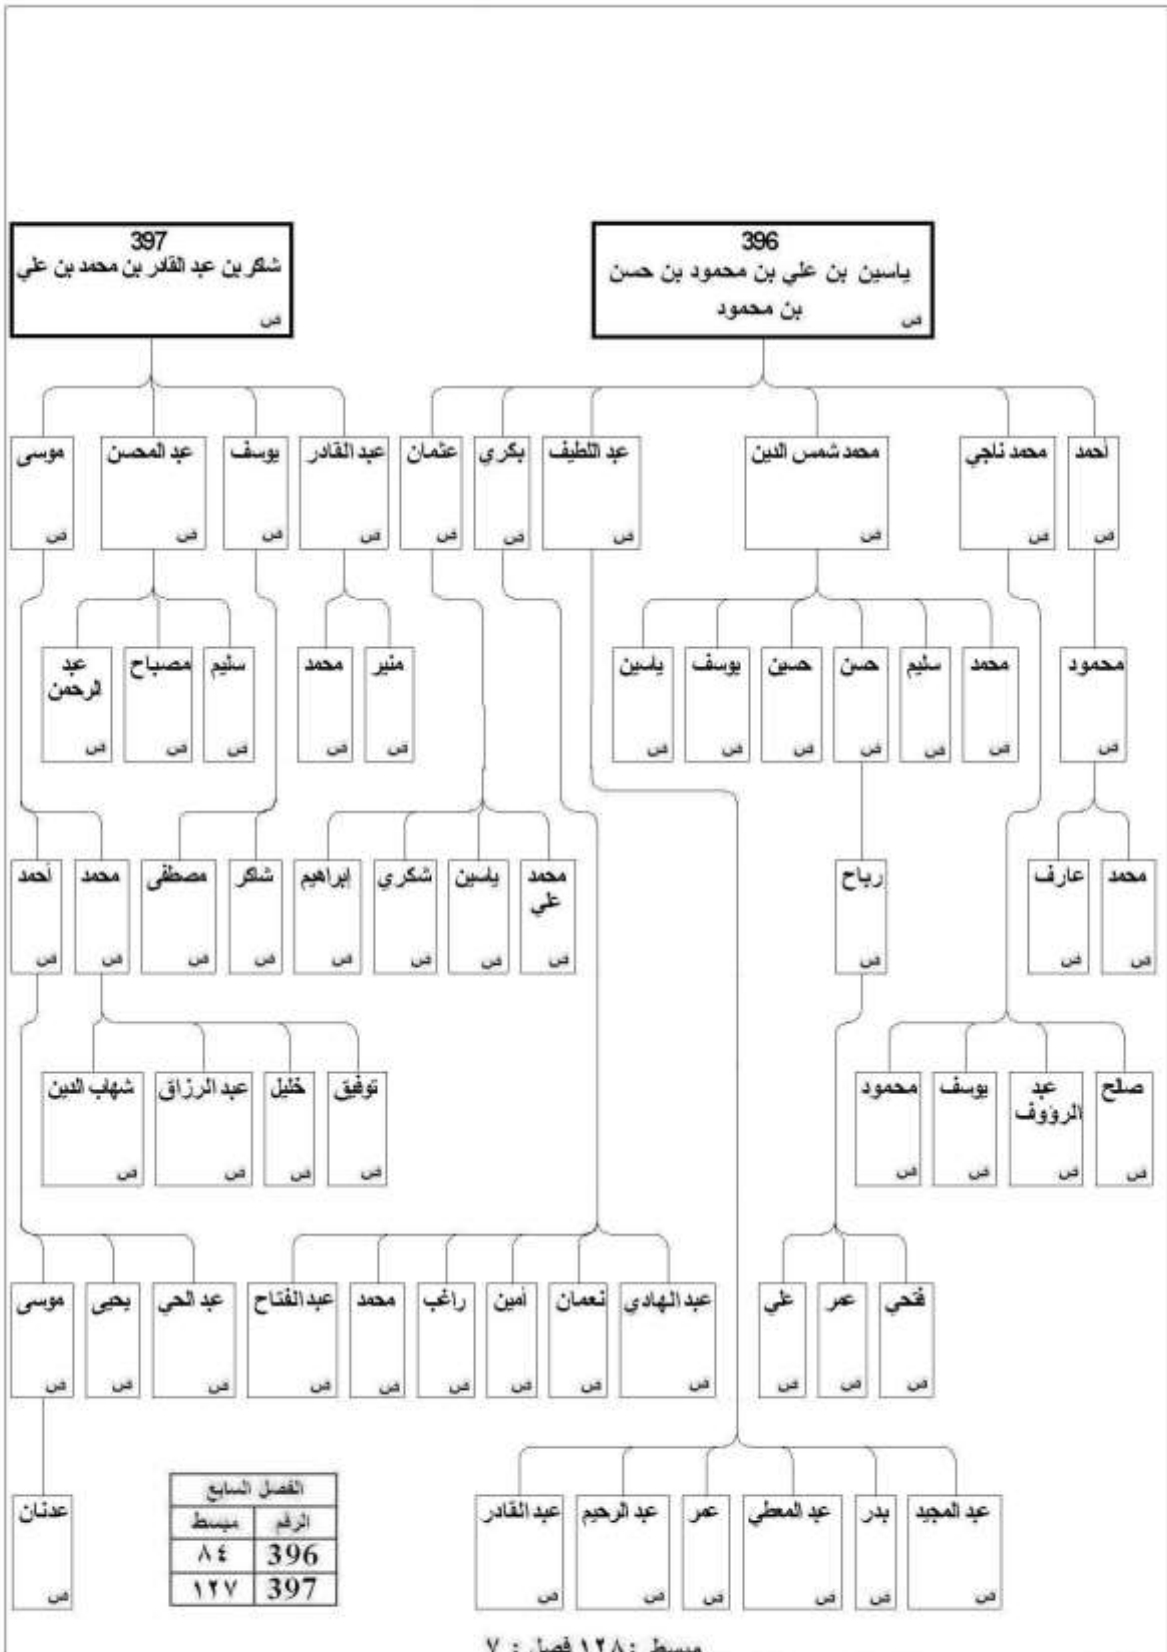 396
ياسين بن علي بن محمود بن حسن
بن محمود
ص
397
شاكر بن عبد القادر بن محمد بن علي
ص
أحمد
ص
محمد ناجي
ص
محمد شمس الدين
ص
عبد اللطيف
ص
بكري
ص
عثمان
ص
عبد القادر
ص
يوسف
ص
عبد المحسن
ص
موسى
ص
محمود
ص
محمد
ص
سليم
ص
حسن
ص
حسين
ص
يوسف
ص
ياسين
ص
منير
ص
محمد
ص
سليم
ص
مصباح
ص
عبد
الرحمن
ص
محمد
ص
عارف
ص
رباح
ص
محمد
علي
ص
ياسين
ص
شكري
ص
إبراهيم
ص
شاكر
ص
مصطفى
ص
محمد
ص
أحمد
ص
صالح
ص
عبد
الرؤوف
ص
يوسف
ص
محمود
ص
توفيق
ص
خليل
ص
عبد الرزاق
ص
شهاب الدين
ص
فتحي
ص
عمر
ص
علي
ص
عبد الهادي
ص
نعمان
ص
أمين
ص
راغب
ص
محمد
ص
عبد الفتاح
ص
عبد الحي
ص
يحيى
ص
موسى
ص
عبد المجيد
ص
بدر
ص
عبد المعطي
ص
عمر
ص
عبد الرحيم
ص
عبد القادر
ص
عدنان
ص
الفصل السابع
الرقم مبسط
396 ٨٤
397 ١٢٧
مبسط : ١٢٨ فصل : ٧